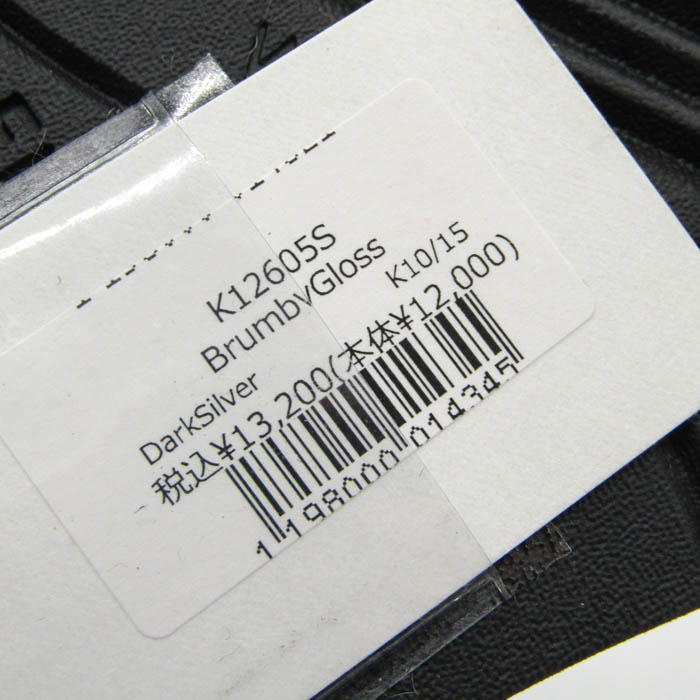 K12605S
BrumbyGloss
K10/15
DarkSilver
税込¥13,200(本体¥12,000)
1198000014345